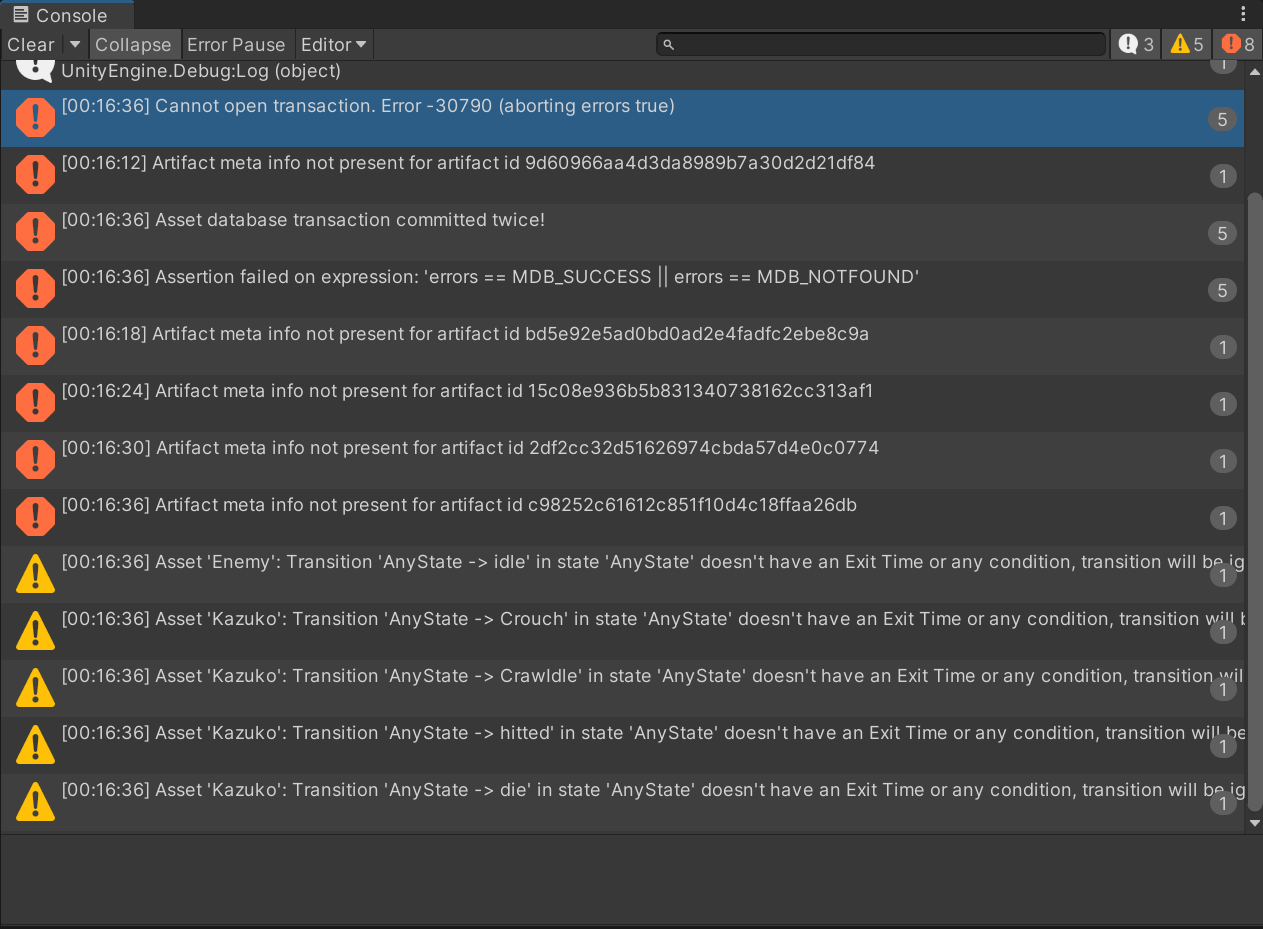 Console
Clear Collapse Error Pause Editor 3 5 8
UnityEngine.Debug:Log (object) 1
[00:16:36] Cannot open transaction. Error -30790 (aborting errors true) 5
[00:16:12] Artifact meta info not present for artifact id 9d60966aa4d3da8989b7a30d2d21df84 1
[00:16:36] Asset database transaction committed twice! 5
[00:16:36] Assertion failed on expression: 'errors == MDB_SUCCESS || errors == MDB_NOTFOUND' 5
[00:16:18] Artifact meta info not present for artifact id bd5e92e5ad0bd0ad2e4fadfc2ebe8c9a 1
[00:16:24] Artifact meta info not present for artifact id 15c08e936b5b831340738162cc313af1 1
[00:16:30] Artifact meta info not present for artifact id 2df2cc32d51626974cbda57d4e0c0774 1
[00:16:36] Artifact meta info not present for artifact id c98252c61612c851f10d4c18ffaa26db 1
[00:16:36] Asset 'Enemy': Transition 'AnyState -> idle' in state 'AnyState' doesn't have an Exit Time or any condition, transition will be ig 1
[00:16:36] Asset 'Kazuko': Transition 'AnyState -> Crouch' in state 'AnyState' doesn't have an Exit Time or any condition, transition will b 1
[00:16:36] Asset 'Kazuko': Transition 'AnyState -> CrawIdle' in state 'AnyState' doesn't have an Exit Time or any condition, transition wil 1
[00:16:36] Asset 'Kazuko': Transition 'AnyState -> hitted' in state 'AnyState' doesn't have an Exit Time or any condition, transition will be 1
[00:16:36] Asset 'Kazuko': Transition 'AnyState -> die' in state 'AnyState' doesn't have an Exit Time or any condition, transition will be ig 1